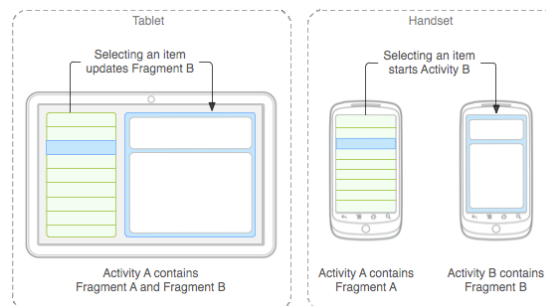 Tablet
Selecting an item
updates Fragment B
Activity A contains
Fragment A and Fragment B
Handset
Selecting an item
starts Activity B
Activity A contains
Fragment A
Activity B contains
Fragment B